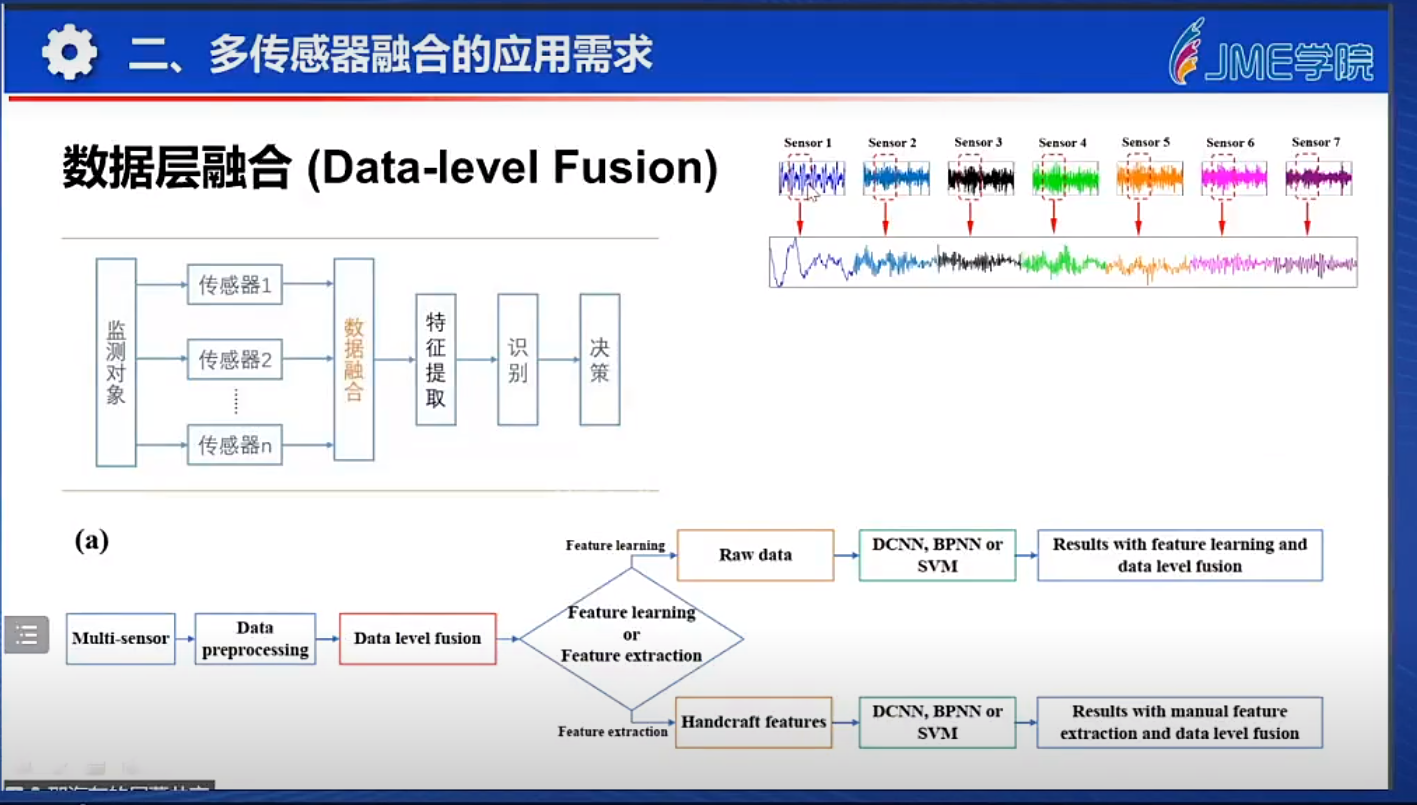 二、多传感器融合的应用需求
JME学院
数据层融合 (Data-level Fusion)
Sensor 1
Sensor 2
Sensor 3
Sensor 4
Sensor 5
Sensor 6
Sensor 7
监测对象
传感器1
传感器2
传感器n
数据融合
特征提取
识别
决策
(a)
Multi-sensor
Data
preprocessing
Data level fusion
Feature learning
or
Feature extraction
Feature learning
Raw data
DCNN, BPNN or
SVM
Results with feature learning and
data level fusion
Feature extraction
Handcraft features
DCNN, BPNN or
SVM
Results with manual feature
extraction and data level fusion